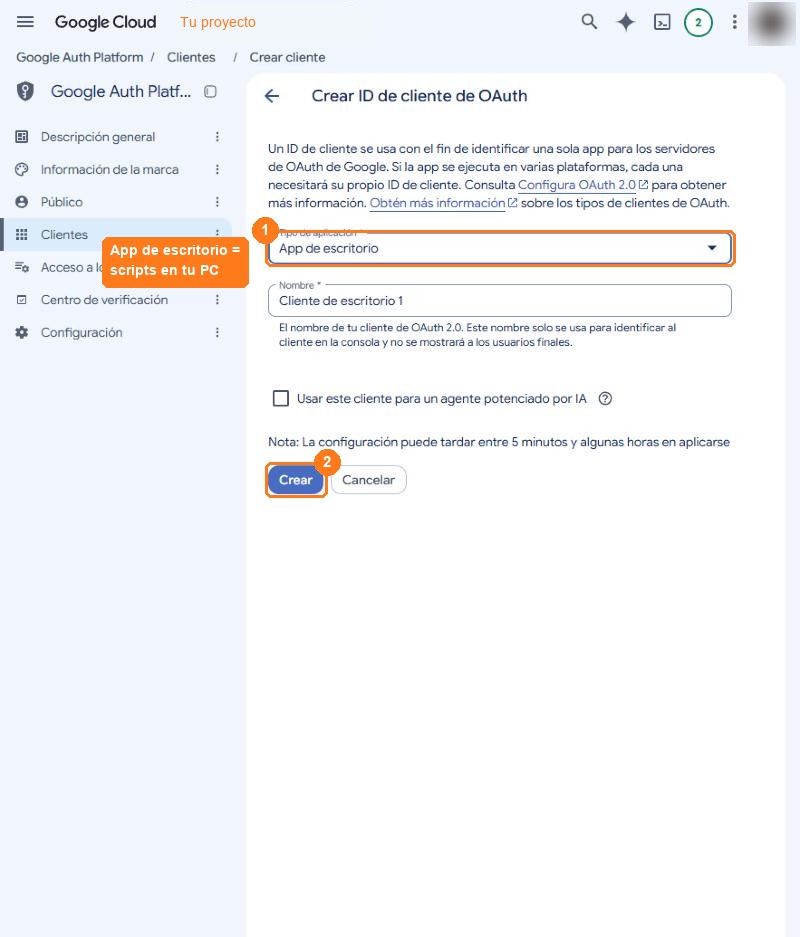 Google Cloud
Tu proyecto
2
Google Auth Platform / Clientes / Crear cliente
Google Auth Platf...
Crear ID de cliente de OAuth
Descripción general
Información de la marca
Público
Clientes
Acceso a
Centro de verificación
Configuración
App de escritorio =
scripts en tu PC
Un ID de cliente se usa con el fin de identificar una sola app para los servidores
de OAuth de Google. Si la app se ejecuta en varias plataformas, cada una
necesitará su propio ID de cliente. Consulta Configura OAuth 2.0 para obtener
más información. Obtén más información sobre los tipos de clientes de OAuth.
1
Tipo de aplicación *
App de escritorio
Nombre *
Cliente de escritorio 1
El nombre de tu cliente de OAuth 2.0. Este nombre solo se usa para identificar al
cliente en la consola y no se mostrará a los usuarios finales.
Usar este cliente para un agente potenciado por IA
Nota: La configuración puede tardar entre 5 minutos y algunas horas en aplicarse
2
Crear
Cancelar